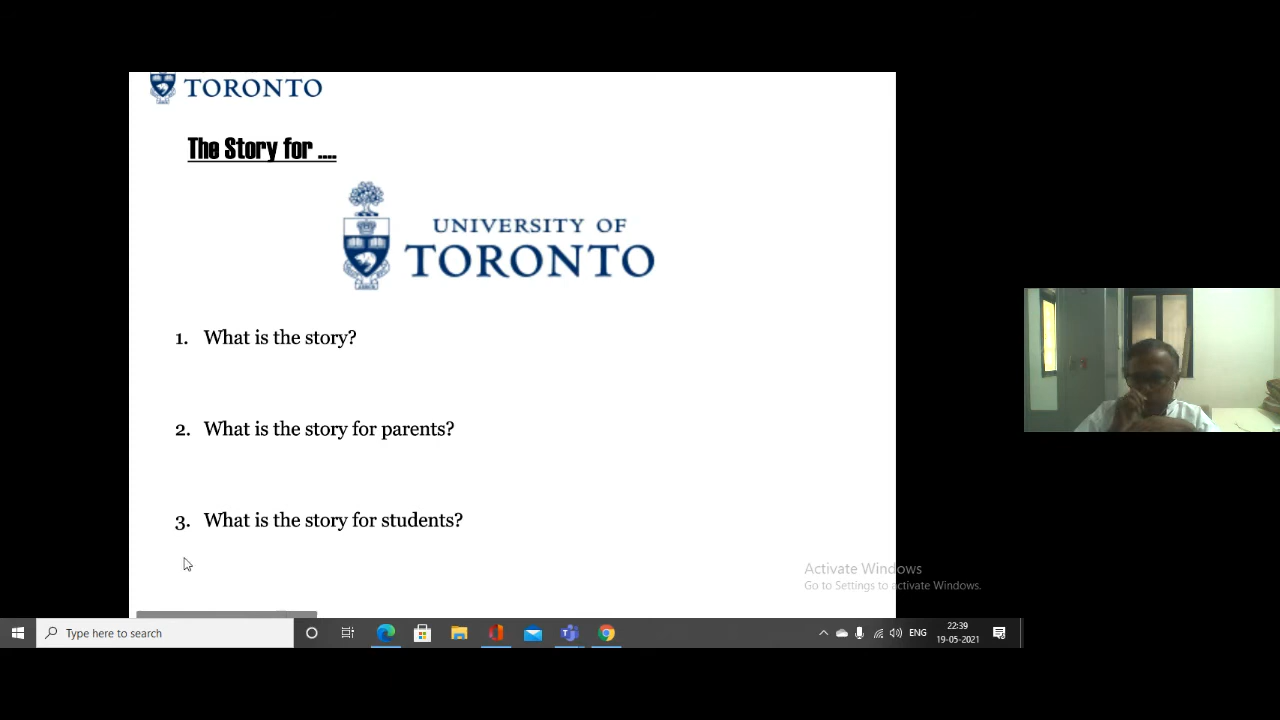 TORONTO
The Story for ....
UNIVERSITY OF
TORONTO
1. What is the story?
2. What is the story for parents?
3. What is the story for students?
Activate Windows
Go to Settings to activate Windows.
Type here to search
ENG
22:39
19-05-2021